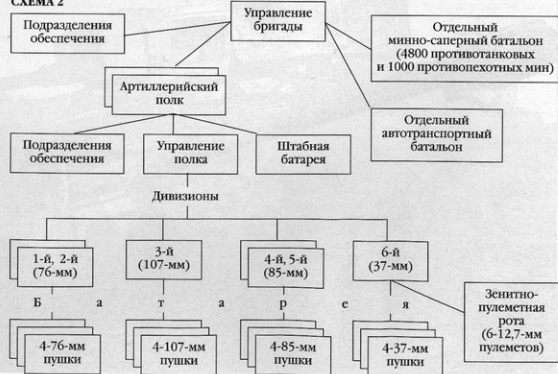 СХЕМА 2
Управление
бригады
Подразделения
обеспечения
Отдельный
минно-саперный батальон
(4800 противотанковых
и 1000 противопехотных мин)
Артиллерийский
полк
Отдельный
автотранспортный
батальон
Подразделения
обеспечения
Управление
полка
Штабная
батарея
Дивизионы
1-й, 2-й
(76-мм)
3-й
(107-мм)
4-й, 5-й
(85-мм)
6-й
(37-мм)
Б а т а р е я
Зенитно-
пулеметная
рота
(6-12,7-мм
пулеметов)
4-76-мм
пушки
4-107-мм
пушки
4-85-мм
пушки
4-37-мм
пушки